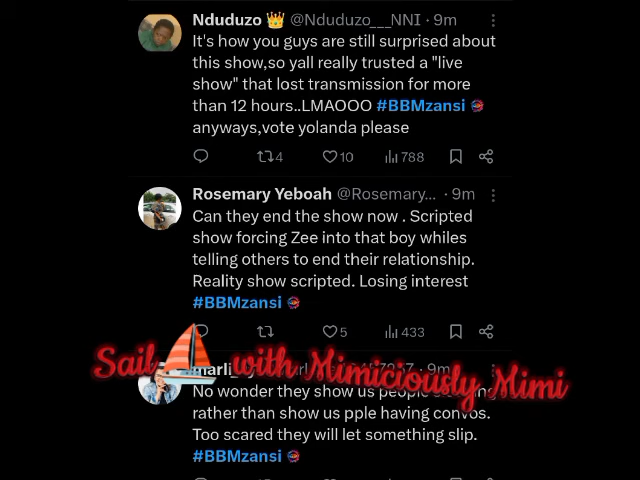 Nduduzo 👑 @Nduduzo___NNI · 9m
It's how you guys are still surprised about
this show,so yall really trusted a "live
show" that lost transmission for more
than 12 hours..LMAOOO #BBMzansi
anyways,vote yolanda please
4 10 788
Rosemary Yeboah @Rosemary... · 9m
Can they end the show now . Scripted
show forcing Zee into that boy whiles
telling others to end their relationship.
Reality show scripted. Losing interest
#BBMzansi
5 433
Sail with Mimiciously Mimi
9m
No wonder they show us people
rather than show us pple having convos.
Too scared they will let something slip.
#BBMzansi